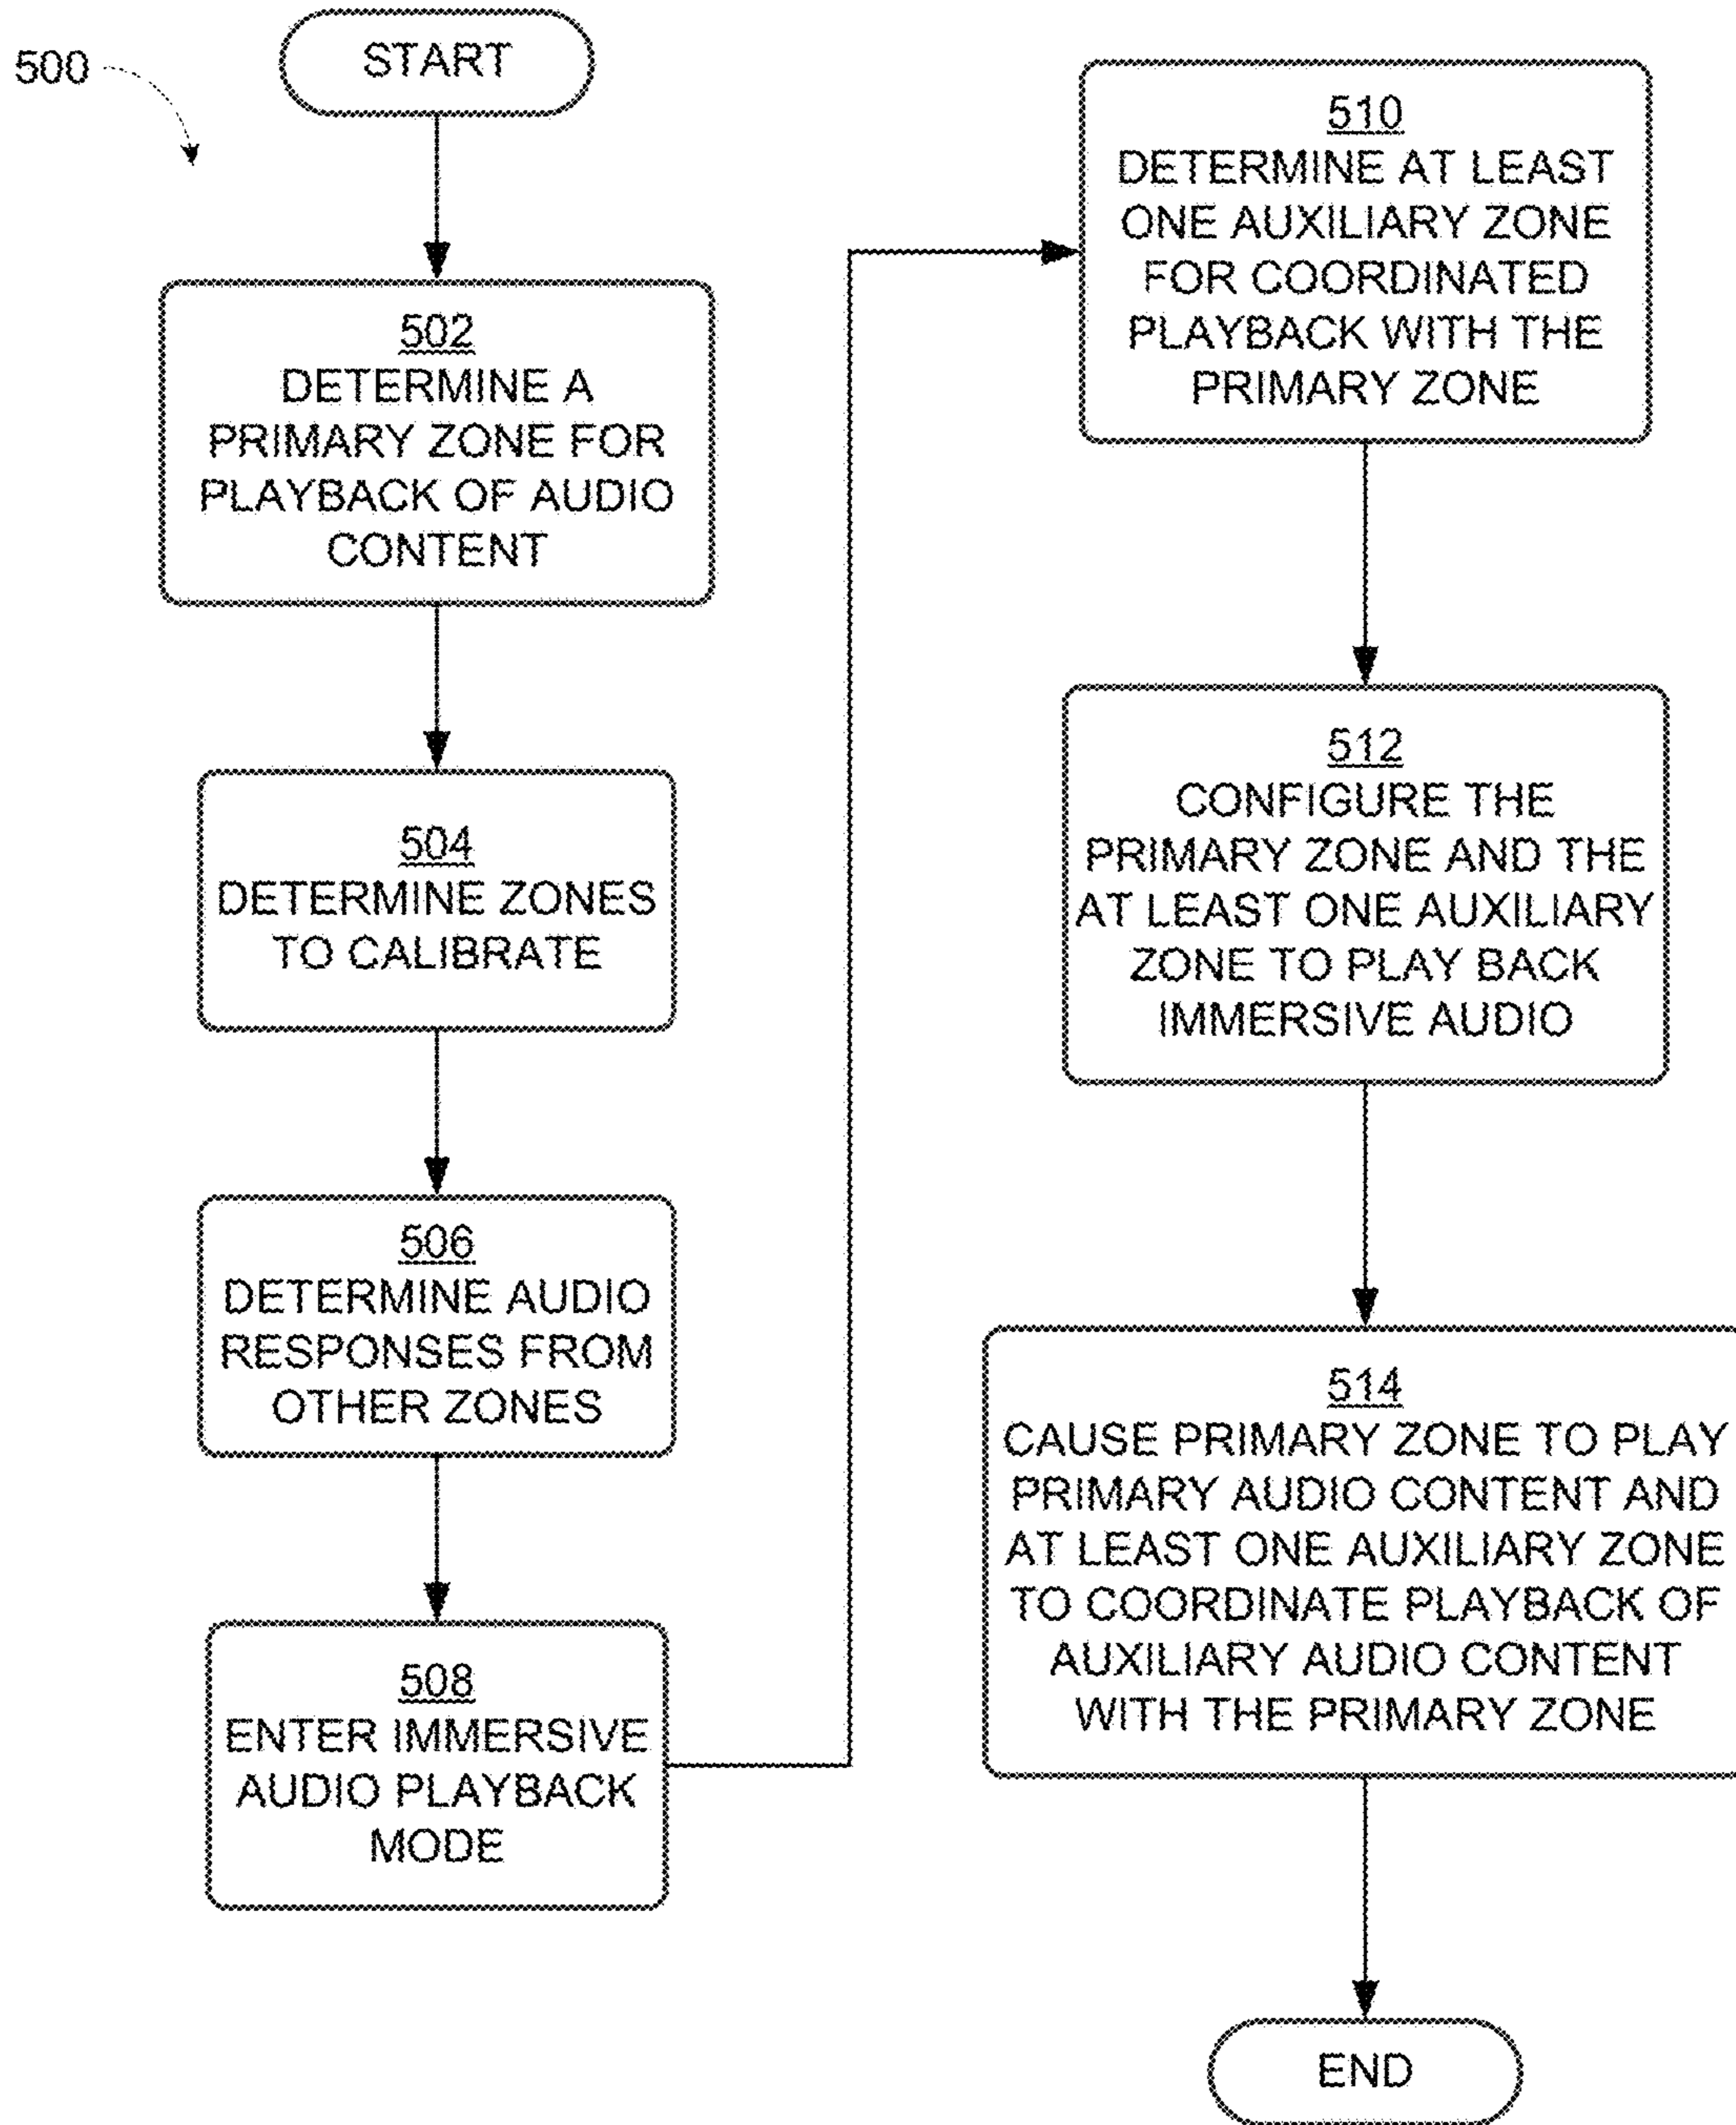 500
START
502
DETERMINE A
PRIMARY ZONE FOR
PLAYBACK OF AUDIO
CONTENT
504
DETERMINE ZONES
TO CALIBRATE
506
DETERMINE AUDIO
RESPONSES FROM
OTHER ZONES
508
ENTER IMMERSIVE
AUDIO PLAYBACK
MODE
510
DETERMINE AT LEAST
ONE AUXILIARY ZONE
FOR COORDINATED
PLAYBACK WITH THE
PRIMARY ZONE
512
CONFIGURE THE
PRIMARY ZONE AND THE
AT LEAST ONE AUXILIARY
ZONE TO PLAY BACK
IMMERSIVE AUDIO
514
CAUSE PRIMARY ZONE TO PLAY
PRIMARY AUDIO CONTENT AND
AT LEAST ONE AUXILIARY ZONE
TO COORDINATE PLAYBACK OF
AUXILIARY AUDIO CONTENT
WITH THE PRIMARY ZONE
END